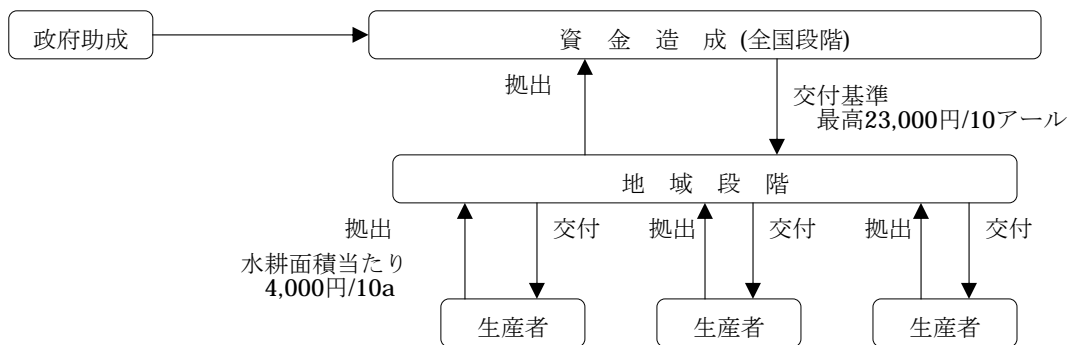 政府助成
資 金 造 成 (全国段階)
拠出
交付基準
最高23,000円/10アール
地 域 段 階
拠出
交付
拠出
交付
拠出
交付
水耕面積当たり
4,000円/10a
生産者
生産者
生産者